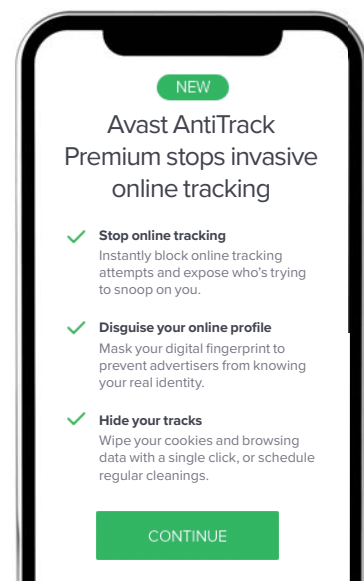 NEW
Avast AntiTrack
Premium stops invasive
online tracking
Stop online tracking
Instantly block online tracking
attempts and expose who's trying
to snoop on you.
Disguise your online profile
Mask your digital fingerprint to
prevent advertisers from knowing
your real identity.
Hide your tracks
Wipe your cookies and browsing
data with a single click, or schedule
regular cleanings.
CONTINUE